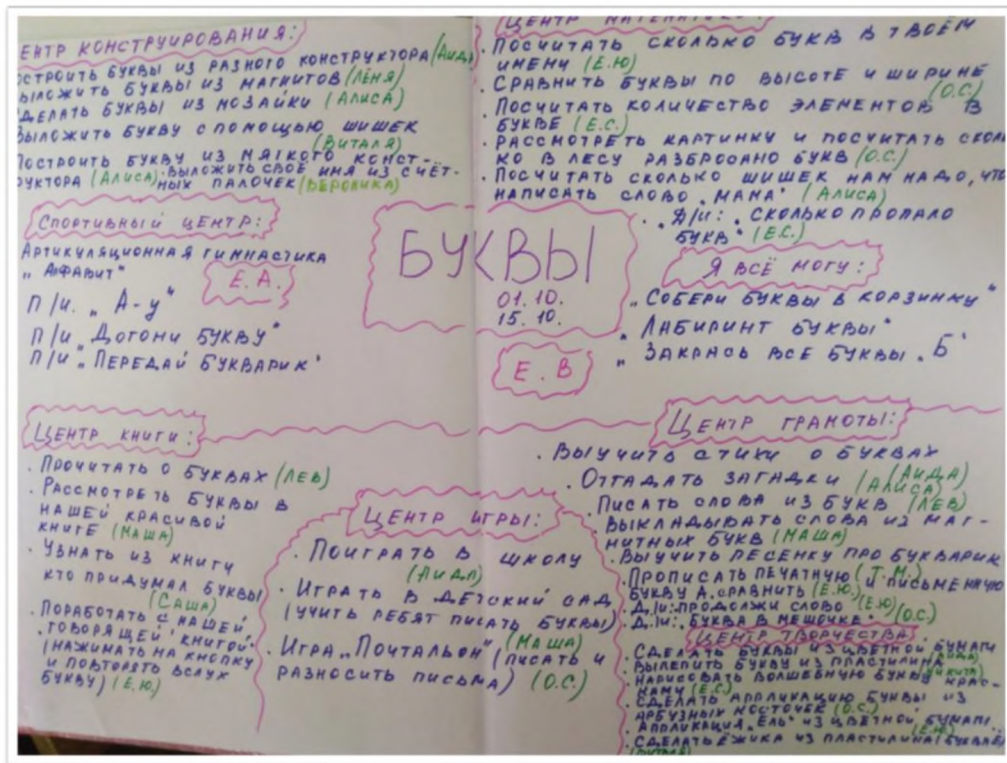 ЕНТР КОНСТРУИРОВАНИЯ:
ОСТРОИТЬ БУКВЫ ИЗ РАЗНОГО КОНСТРУКТОРА (АИДА
ЫЛОЖИТЬ БУКВЫ ИЗ МАГНИТОВ (ЛЁНЯ)
ДЕЛАТЬ БУКВЫ ИЗ МОЗАЙКИ (АЛИСА)
ВЫЛОЖИТЬ БУКВУ С ПОМОЩЬЮ ШИШЕК
(ВИТАЛЯ)
ПОСТРОИТЬ БУКВУ ИЗ МЯГКОГО КОНСТ-
РУКТОРА (АЛИСА). ВЫЛОЖИТЬ СВОЁ ИМЯ ИЗ СЧЁТ-
НЫХ ПАЛОЧЕК (ВЕРОНИКА)
СПОРТИВНЫЙ ЦЕНТР:
АРТИКУЛЯЦИОННАЯ ГИМНАСТИКА
„АЛФАВИТ"
Е.А.
П/И. „А-У"
П/И „ДОГОНИ БУКВУ"
П/И „ПЕРЕДАЙ БУКВАРИК"
БУКВЫ
01.10.
15.10.
Е.В
ЦЕНТР МАТЕМАТИКИ:
. ПОСЧИТАТЬ СКОЛЬКО БУКВ В ТВОЁМ
ИМЕНИ (Е.Ю)
. СРАВНИТЬ БУКВЫ ПО ВЫСОТЕ И ШИРИНЕ
(О.С.)
. ПОСЧИТАТЬ КОЛИЧЕСТВО ЭЛЕМЕНТОВ В
БУКВЕ (Е.С.)
. РАССМОТРЕТЬ КАРТИНКУ И ПОСЧИТАТЬ СКОЛ
КО В ЛЕСУ РАЗБРОСАНО БУКВ (О.С.)
. ПОСЧИТАТЬ СКОЛЬКО ШИШЕК НАМ НАДО, ЧТО
НАПИСАТЬ СЛОВО „МАМА" (АЛИСА)
. Д/И: „СКОЛЬКО ПРОПАЛО
БУКВ" (Е.С.)
Я ВСЁ МОГУ:
„СОБЕРИ БУКВЫ В КОРЗИНКУ"
„ЛАБИРИНТ БУКВЫ"
„ЗАКРАСЬ ВСЕ БУКВЫ „Б"
ЦЕНТР КНИГИ:
. ПРОЧИТАТЬ О БУКВАХ (ЛЕВ)
. РАССМОТРЕТЬ БУКВЫ В
НАШЕЙ КРАСИВОЙ
КНИГЕ (МАША)
. УЗНАТЬ ИЗ КНИГИ
КТО ПРИДУМАЛ БУКВЫ
(САША)
. ПОРАБОТАТЬ С НАШЕЙ
„ГОВОРЯЩЕЙ КНИГОЙ"
(НАЖИМАТЬ НА КНОПКУ
И ПОВТОРЯТЬ ВСЛУХ
БУКВУ) (Е.Ю.)
ЦЕНТР ИГРЫ:
. ПОИГРАТЬ В ШКОЛУ
(АИДА)
. ИГРАТЬ В ДЕТСКИЙ САД
(УЧИТЬ РЕБЯТ ПИСАТЬ БУКВЫ)
(МАША)
. ИГРА „ПОЧТАЛЬОН" (ПИСАТЬ И
РАЗНОСИТЬ ПИСЬМА) (О.С.)
ЦЕНТР ГРАМОТЫ:
. ВЫУЧИТЬ СТИХИ О БУКВАХ
(АИДА)
. ОТГАДАТЬ ЗАГАДКИ (АЛИСА)
ПИСАТЬ СЛОВА ИЗ БУКВ (ЛЕВ)
ВЫКЛАДЫВАТЬ СЛОВА ИЗ МАГ-
НИТНЫХ БУКВ (МАША)
. ВЫУЧИТЬ ПЕСЕНКУ ПРО БУКВАРИК
(Т.М.)
. ПРОПИСАТЬ ПЕЧАТНУЮ И ПИСЬМЕННУЮ
БУКВУ А. СРАВНИТЬ (Е.Ю.)
. Д/И: ПРОДОЛЖИ СЛОВО (Е.Ю)
. Д/И: „БУКВА В МЕШОЧКЕ" (О.С.)
ЦЕНТР ТВОРЧЕСТВА
. СДЕЛАТЬ БУКВЫ ИЗ ЦВЕТНОЙ БУМАГИ
(АИДА)
. ВЫЛЕПИТЬ БУКВУ ИЗ ПЛАСТИЛИНА
(НИКИТА)
. НАРИСОВАТЬ ВОЛШЕБНУЮ БУКВУ КРАС-
КАМИ (Е.С.)
. СДЕЛАТЬ АППЛИКАЦИЮ БУКВЫ ИЗ
АРБУЗНЫХ КОСТОЧЕК (О.С.)
. АППЛИКАЦИЯ „ЕЛЬ" ИЗ ЦВЕТНОЙ БУМАГИ
(Е.Ю.)
. СДЕЛАТЬ ЁЖИКА ИЗ ПЛАСТИЛИНА